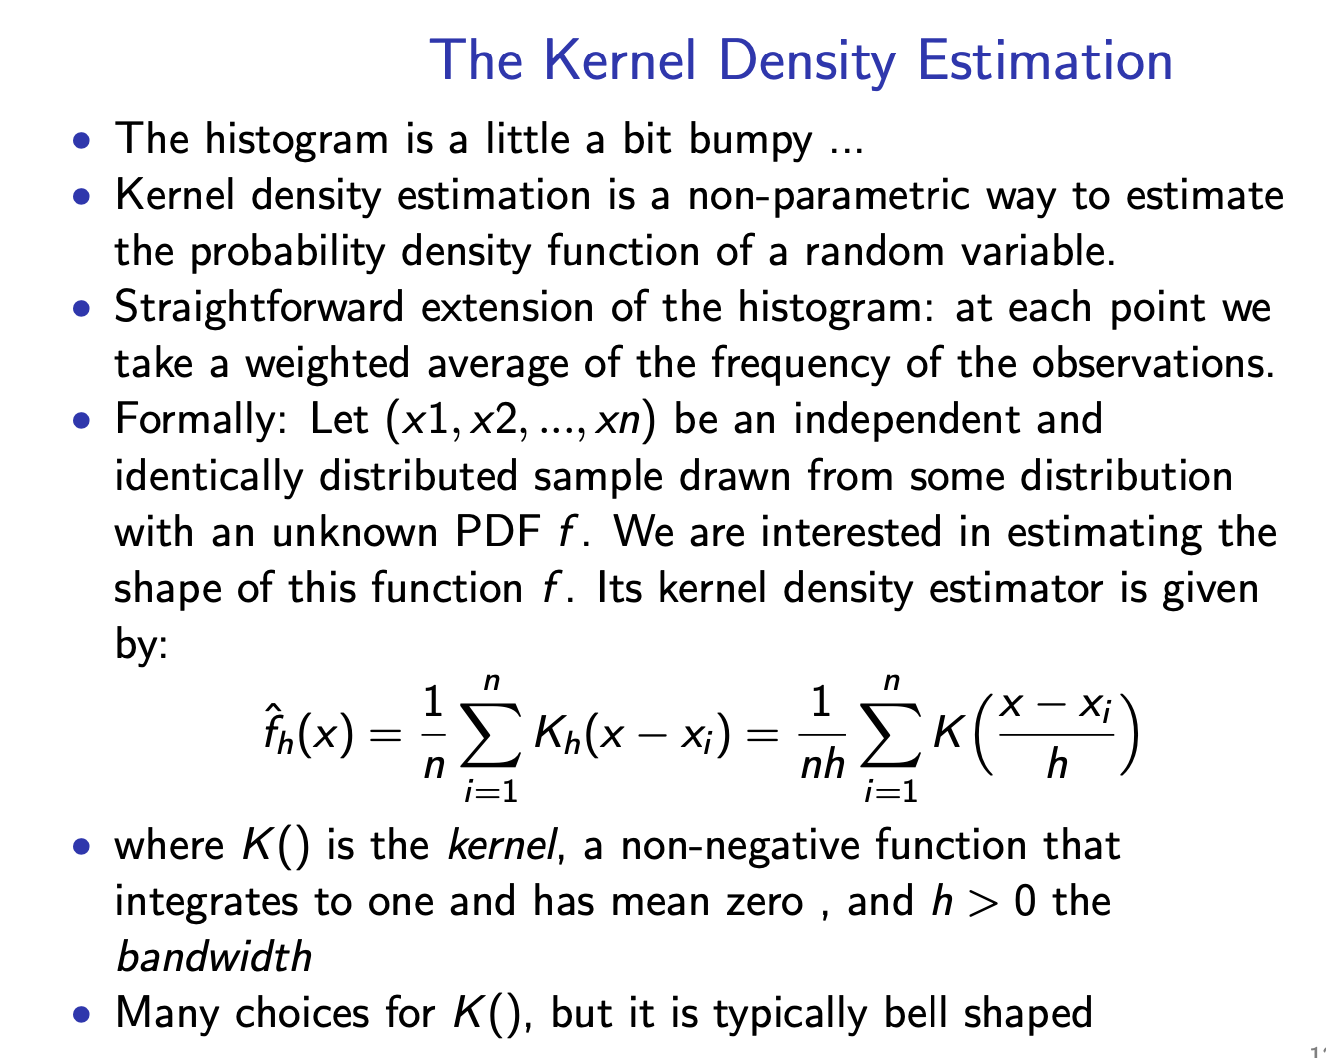 The Kernel Density Estimation
• The histogram is a little a bit bumpy ...
• Kernel density estimation is a non-parametric way to estimate
the probability density function of a random variable.
• Straightforward extension of the histogram: at each point we
take a weighted average of the frequency of the observations.
• Formally: Let (x1, x2, ..., xn) be an independent and
identically distributed sample drawn from some distribution
with an unknown PDF f. We are interested in estimating the
shape of this function f. Its kernel density estimator is given
by:
f̂_h(x) = \frac{1}{n} \sum_{i=1}^{n} K_h(x − x_i) = \frac{1}{nh} \sum_{i=1}^{n} K\left(\frac{x − x_i}{h}\right)
• where K() is the kernel, a non-negative function that
integrates to one and has mean zero , and h > 0 the
bandwidth
• Many choices for K(), but it is typically bell shaped